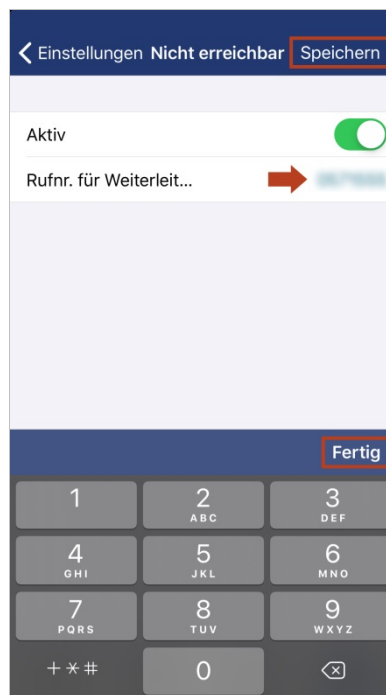 Einstellungen Nicht erreichbar Speichern
Aktiv
Rufnr. für Weiterleit...
Fertig
1 2 3
ABC DEF
4 5 6
GHI JKL MNO
7 8 9
PQRS TUV WXYZ
+*# 0